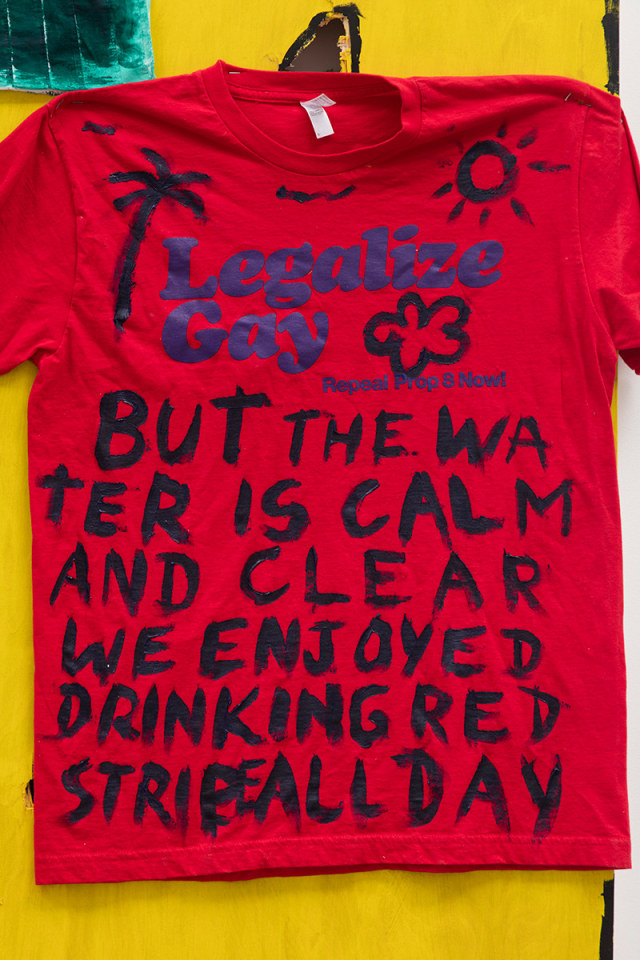 Legalize
Gay
Repeal Prop 8 Now!
BUT THE WA
TER IS CALM
AND CLEAR
WE ENJOYED
DRINKING RED
STRIPE ALL DAY